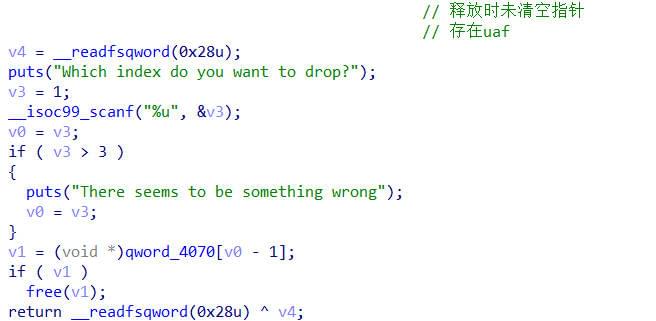 // 释放时未清空指针
// 存在uaf
v4 = __readfsqword(0x28u);
puts("Which index do you want to drop?");
v3 = 1;
__isoc99_scanf("%u", &v3);
v0 = v3;
if ( v3 > 3 )
{
puts("There seems to be something wrong");
v0 = v3;
}
v1 = (void *)qword_4070[v0 - 1];
if ( v1 )
free(v1);
return __readfsqword(0x28u) ^ v4;